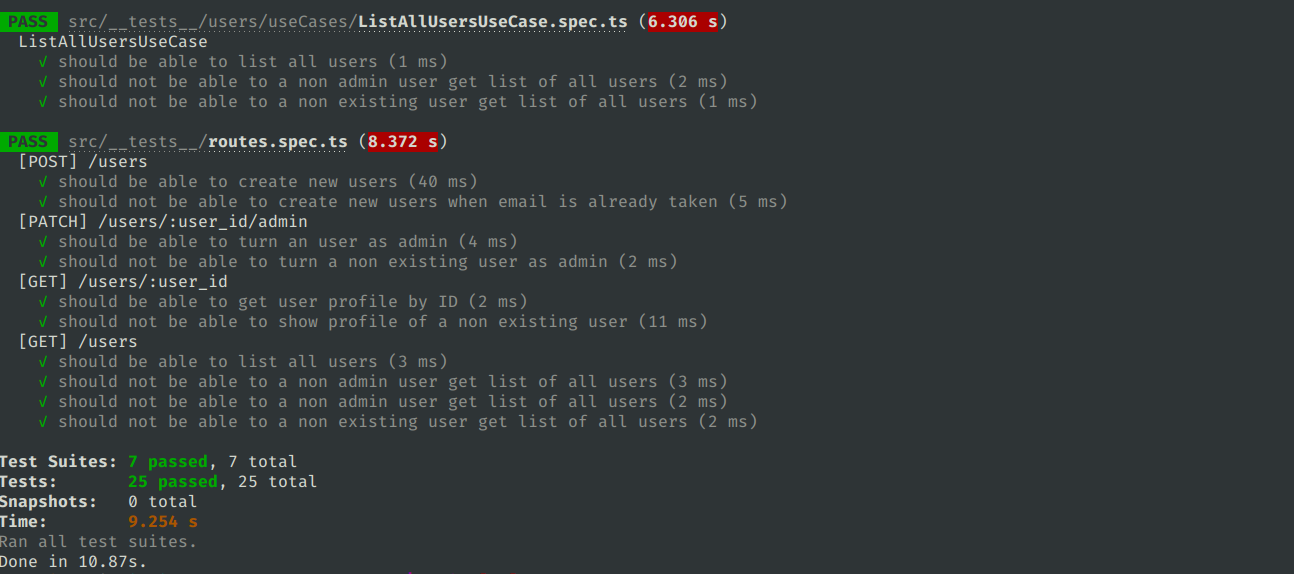 PASS src/__tests__/users/useCases/ListAllUsersUseCase.spec.ts (6.306 s)
ListAllUsersUseCase
√ should be able to list all users (1 ms)
√ should not be able to a non admin user get list of all users (2 ms)
√ should not be able to a non existing user get list of all users (1 ms)
PASS src/__tests__/routes.spec.ts (8.372 s)
[POST] /users
√ should be able to create new users (40 ms)
√ should not be able to create new users when email is already taken (5 ms)
[PATCH] /users/:user_id/admin
√ should be able to turn an user as admin (4 ms)
√ should not be able to turn a non existing user as admin (2 ms)
[GET] /users/:user_id
√ should be able to get user profile by ID (2 ms)
√ should not be able to show profile of a non existing user (11 ms)
[GET] /users
√ should be able to list all users (3 ms)
√ should not be able to a non admin user get list of all users (3 ms)
√ should not be able to a non admin user get list of all users (2 ms)
√ should not be able to a non existing user get list of all users (2 ms)
Test Suites: 7 passed, 7 total
Tests: 25 passed, 25 total
Snapshots: 0 total
Time: 9.254 s
Ran all test suites.
Done in 10.87s.